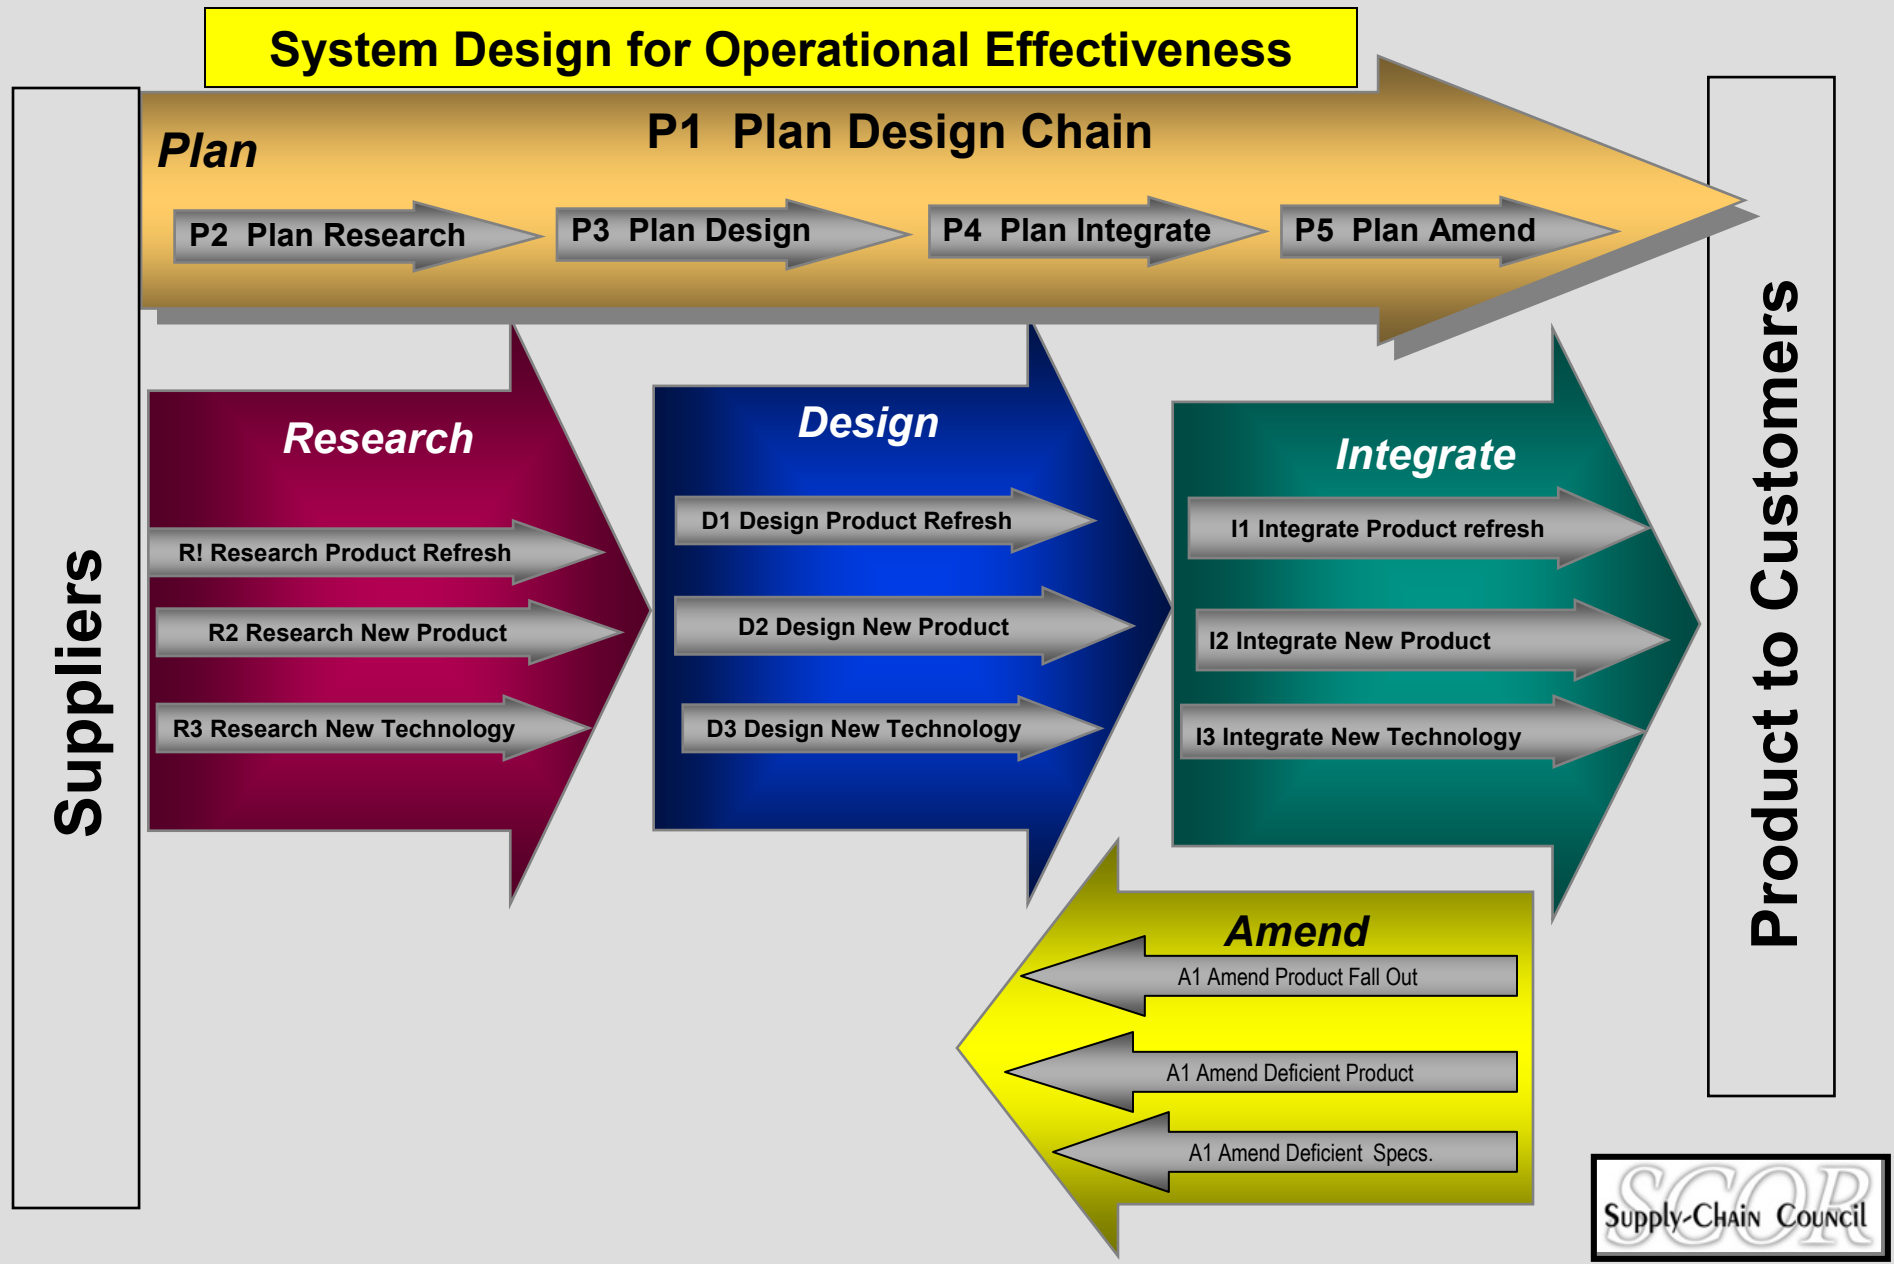 System Design for Operational Effectiveness
Plan
P1 Plan Design Chain
P2 Plan Research
P3 Plan Design
P4 Plan Integrate
P5 Plan Amend
Suppliers
Research
R! Research Product Refresh
R2 Research New Product
R3 Research New Technology
Design
D1 Design Product Refresh
D2 Design New Product
D3 Design New Technology
Integrate
I1 Integrate Product refresh
I2 Integrate New Product
I3 Integrate New Technology
Product to Customers
Amend
A1 Amend Product Fall Out
A1 Amend Deficient Product
A1 Amend Deficient Specs.
SCOR
Supply-Chain Council